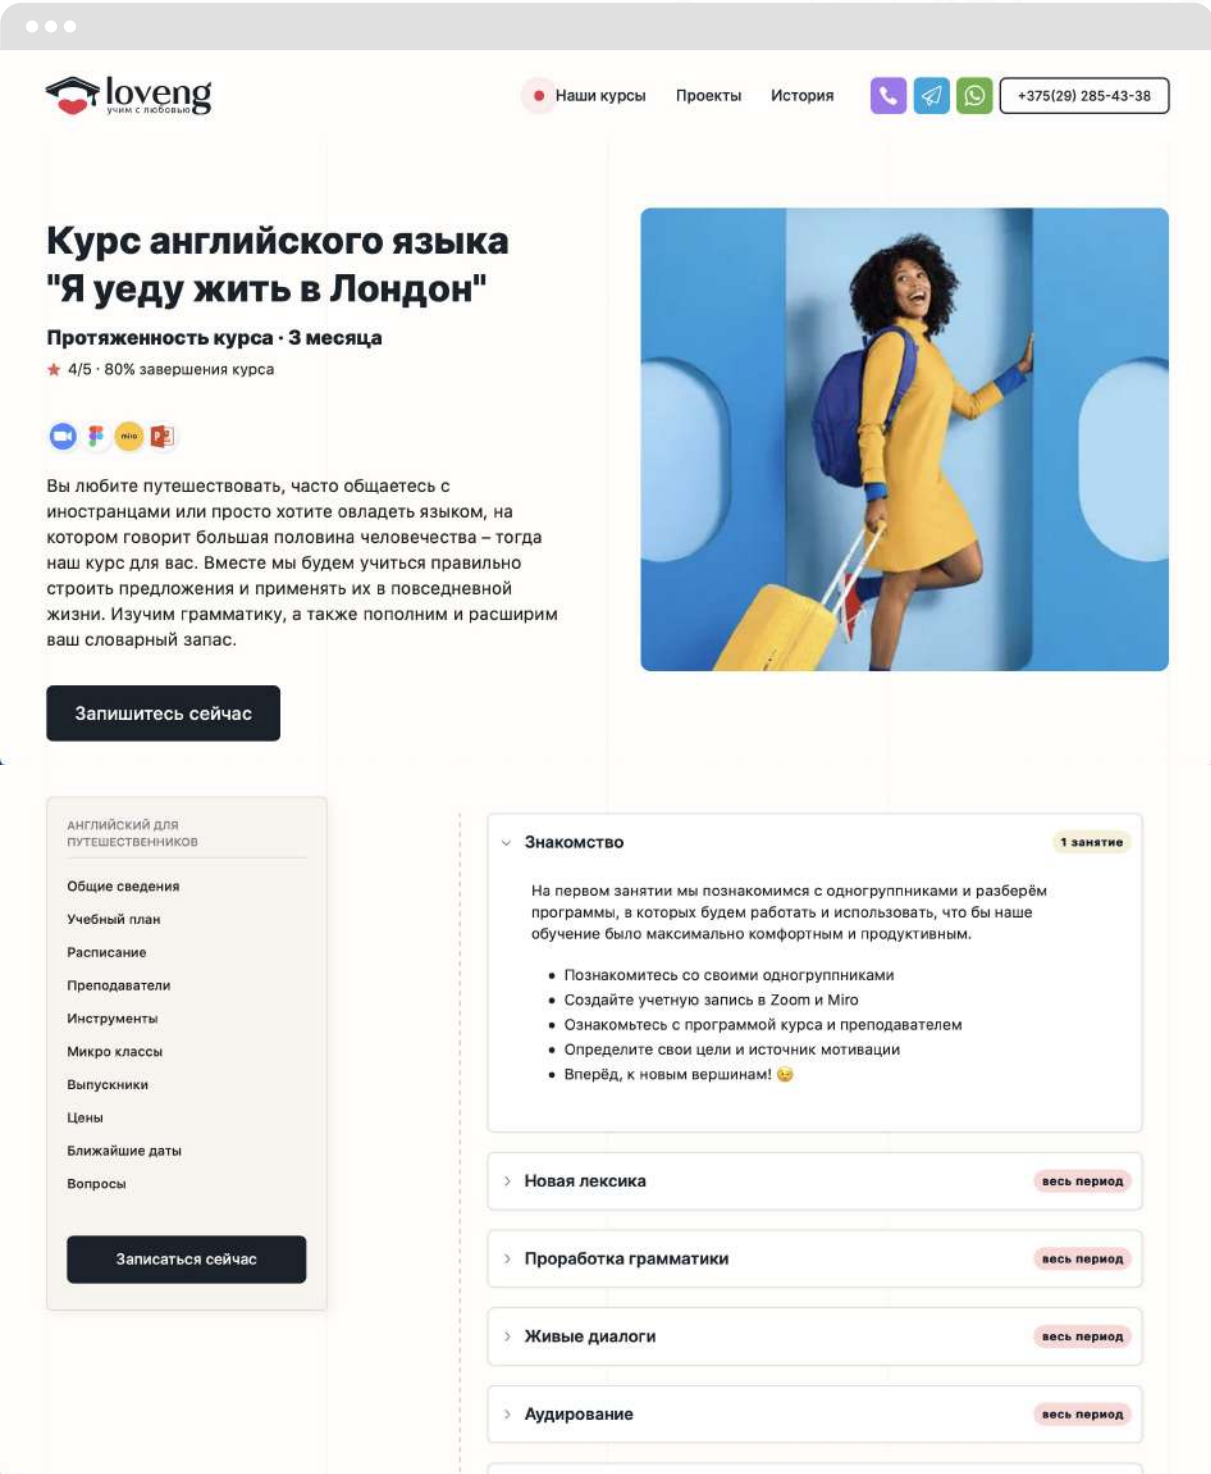 loveng
учим с любовью
Наши курсы
Проекты
История
+375(29) 285-43-38
Курс английского языка
"Я уеду жить в Лондон"
Протяженность курса · 3 месяца
4/5 · 80% завершения курса
miro
P
Вы любите путешествовать, часто общаетесь с
иностранцами или просто хотите овладеть языком, на
котором говорит большая половина человечества – тогда
наш курс для вас. Вместе мы будем учиться правильно
строить предложения и применять их в повседневной
жизни. Изучим грамматику, а также пополним и расширим
ваш словарный запас.
Запишитесь сейчас
АНГЛИЙСКИЙ ДЛЯ
ПУТЕШЕСТВЕННИКОВ
Общие сведения
Учебный план
Расписание
Преподаватели
Инструменты
Микро классы
Выпускники
Цены
Ближайшие даты
Вопросы
Записаться сейчас
Знакомство
1 занятие
На первом занятии мы познакомимся с одногруппниками и разберём
программы, в которых будем работать и использовать, что бы наше
обучение было максимально комфортным и продуктивным.
• Познакомитесь со своими одногруппниками
• Создайте учетную запись в Zoom и Miro
• Ознакомьтесь с программой курса и преподавателем
• Определите свои цели и источник мотивации
• Вперёд, к новым вершинам! 😉
Новая лексика
весь период
Проработка грамматики
весь период
Живые диалоги
весь период
Аудирование
весь период